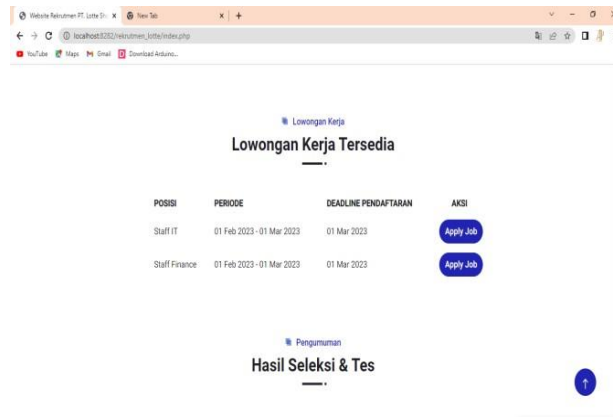 Website Rekrutmen PT. Lotte Sh
New Tab
localhost:8282/rekrutmen_lotte/index.php
YouTube Maps Gmail Download Arduino...
Lowongan Kerja
Lowongan Kerja Tersedia
POSISI PERIODE DEADLINE PENDAFTARAN AKSI
Staff IT 01 Feb 2023 - 01 Mar 2023 01 Mar 2023 Apply Job
Staff Finance 01 Feb 2023 - 01 Mar 2023 01 Mar 2023 Apply Job
Pengumuman
Hasil Seleksi & Tes